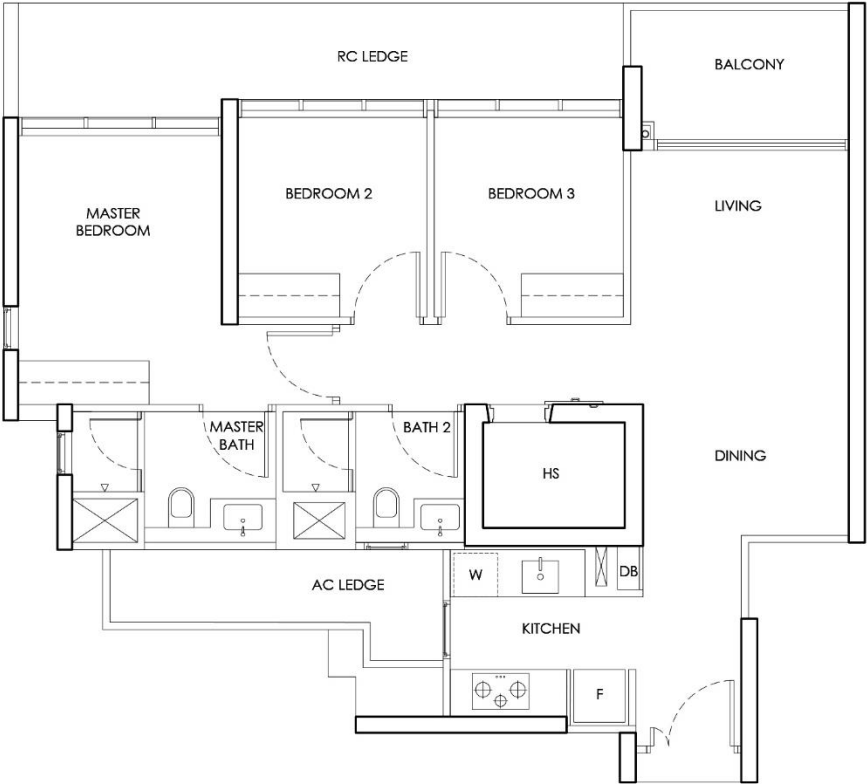 RC LEDGE
BALCONY
BEDROOM 2
BEDROOM 3
LIVING
MASTER
BEDROOM
MASTER
BATH
BATH 2
HS
DINING
AC LEDGE
W
DB
KITCHEN
F